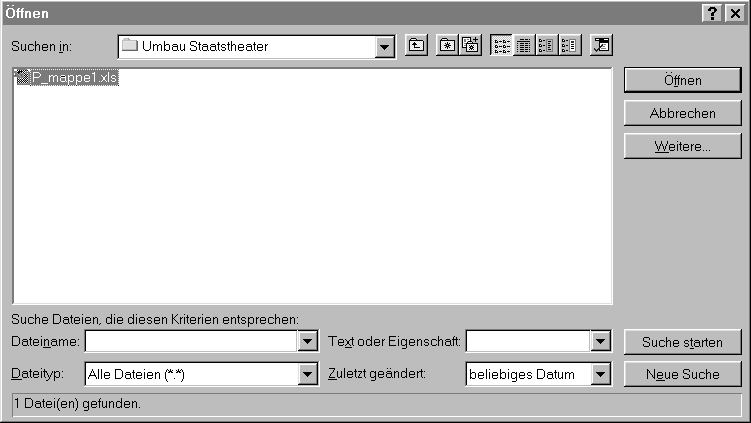 Öffnen
Suchen in: Umbau Staatstheater
P_mappe1.xls
Öffnen
Abbrechen
Weitere...
Suche Dateien, die diesen Kriterien entsprechen:
Dateiname: Text oder Eigenschaft: Suche starten
Dateityp: Alle Dateien (*.*) Zuletzt geändert: beliebiges Datum Neue Suche
1 Datei(en) gefunden.